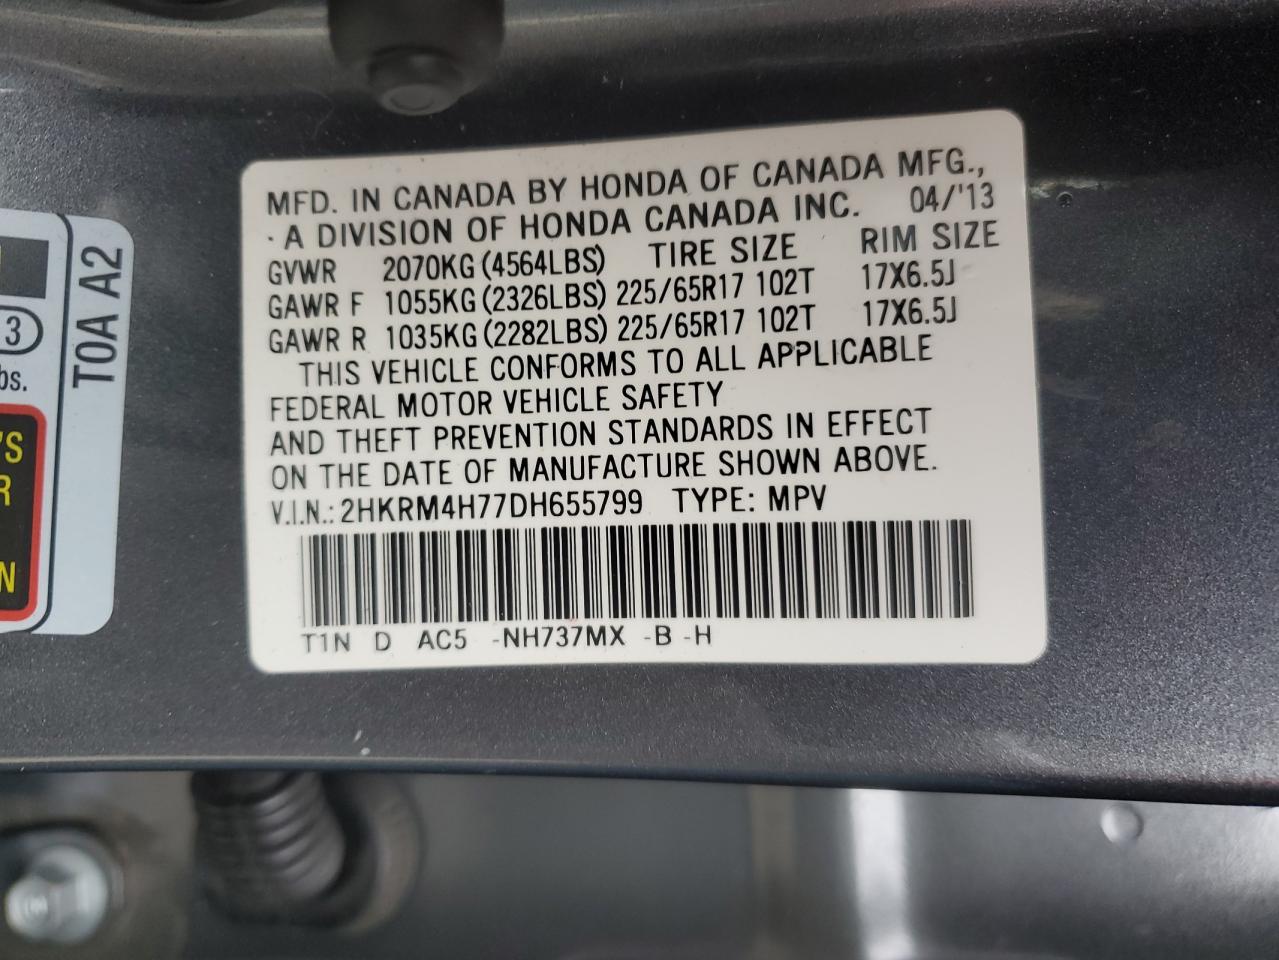 MFD. IN CANADA BY HONDA OF CANADA MFG.,
A DIVISION OF HONDA CANADA INC. 04/'13
GVWR 2070KG (4564LBS) TIRE SIZE RIM SIZE
GAWR F 1055KG (2326LBS) 225/65R17 102T 17X6.5J
GAWR R 1035KG (2282LBS) 225/65R17 102T 17X6.5J
THIS VEHICLE CONFORMS TO ALL APPLICABLE
FEDERAL MOTOR VEHICLE SAFETY
AND THEFT PREVENTION STANDARDS IN EFFECT
ON THE DATE OF MANUFACTURE SHOWN ABOVE.
V.I.N.: 2HKRM4H77DH655799 TYPE: MPV
T1N D AC5 -NH737MX -B -H
T0A A2
3
bs.
'S
R
N